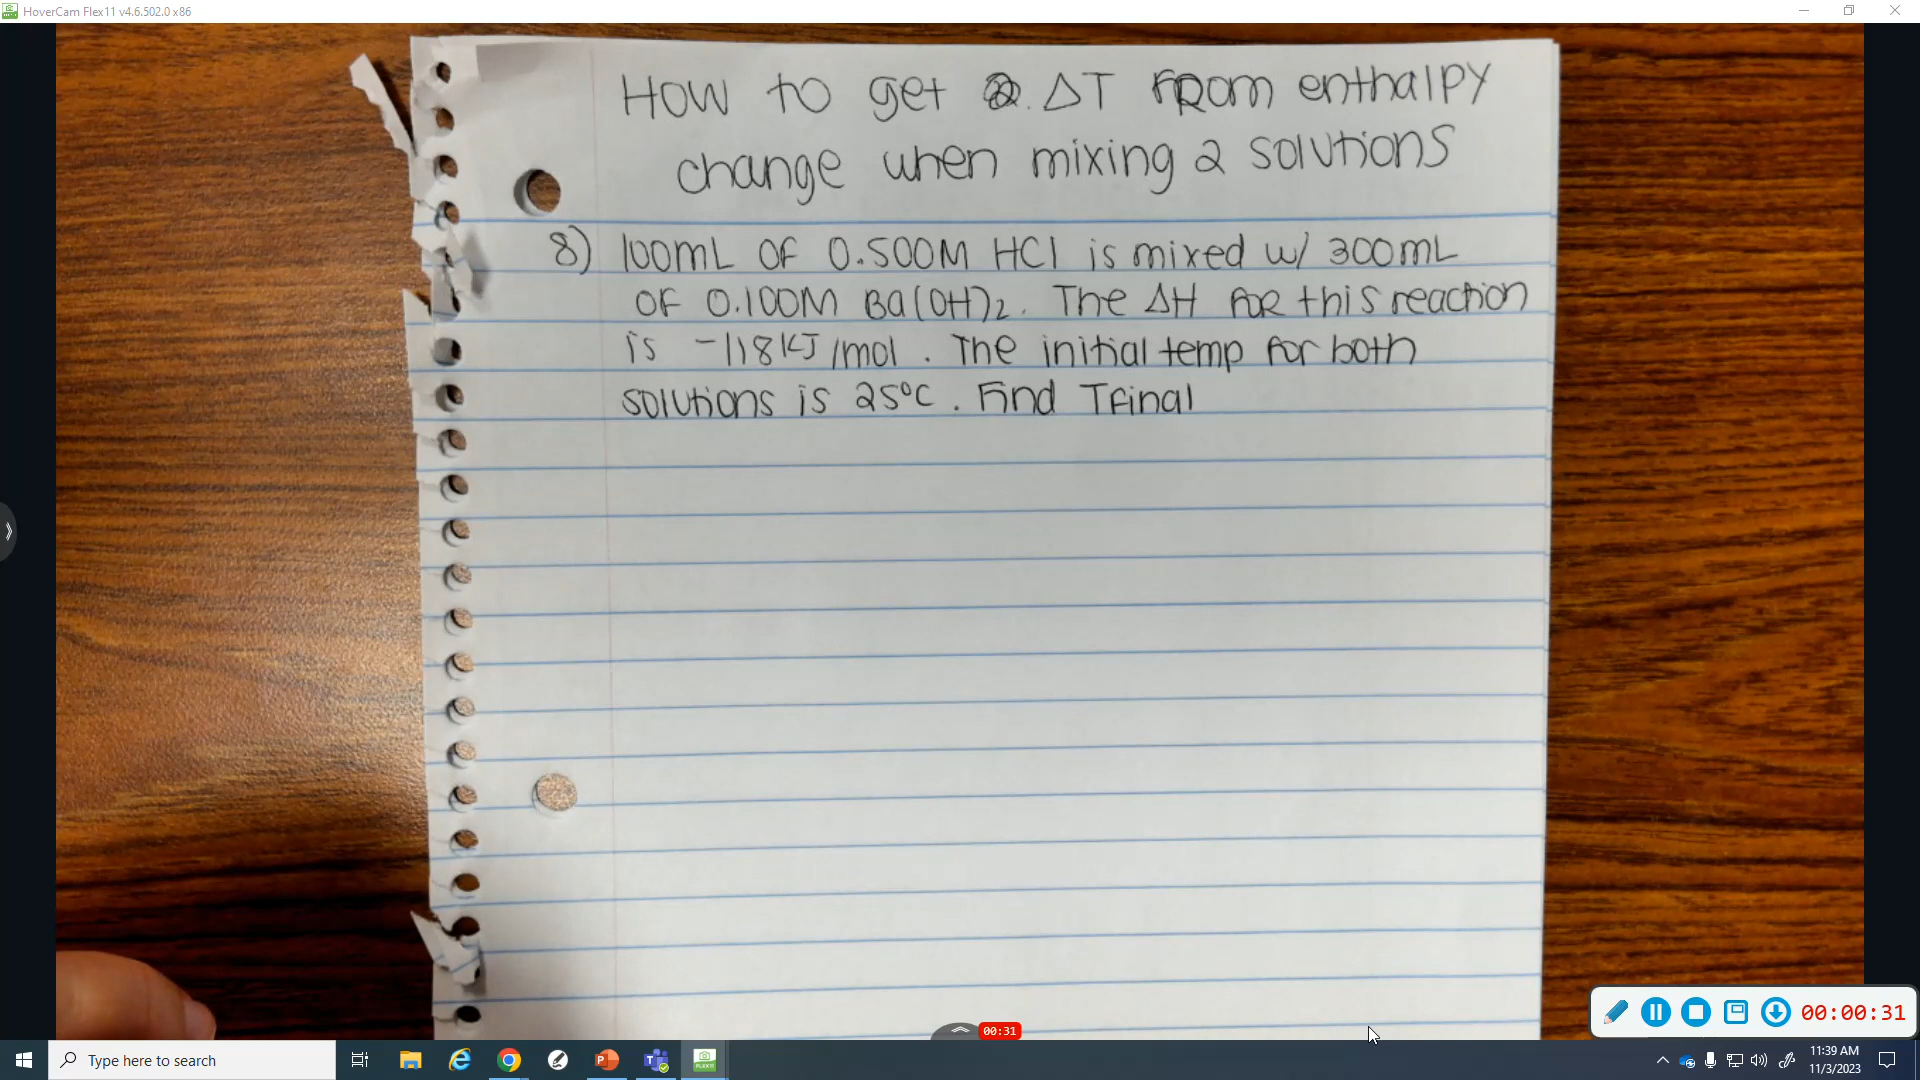 HoverCam Flex11 v4.6.502.0 x86
How to get ΔT FROM enthalpy
change when mixing 2 solutions
8) 100mL OF 0.500M HCl is mixed w/ 300mL
OF 0.100M Ba(OH)2. The ΔH FOR this reaction
is -118KJ/mol. The initial temp for both
solutions is 25°C. Find TFinal
00:00:31
00:31
Type here to search
11:39 AM
11/3/2023